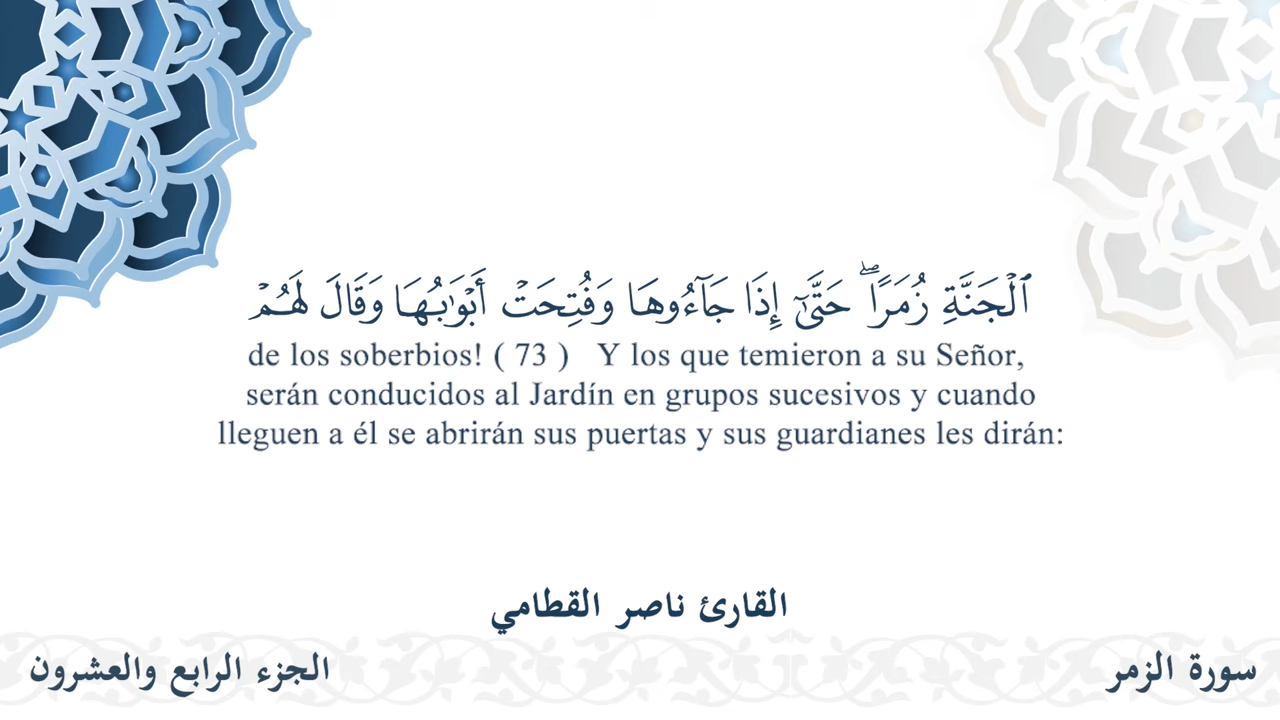 ٱلْجَنَّةِ زُمَرًا ۖ حَتَّىٰٓ إِذَا جَآءُوهَا وَفُتِحَتْ أَبْوَٰبُهَا وَقَالَ لَهُمْ
de los soberbios! ( 73 ) Y los que temieron a su Señor,
serán conducidos al Jardín en grupos sucesivos y cuando
lleguen a él se abrirán sus puertas y sus guardianes les dirán:
القارئ ناصر القطامي
سورة الزمر
الجزء الرابع والعشرون